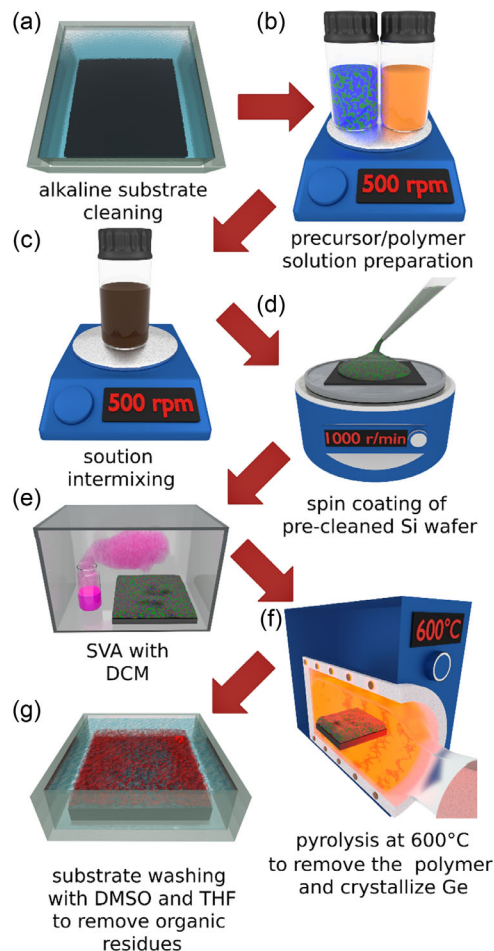 (a)
alkaline substrate
cleaning
(b)
500 rpm
precursor/polymer
solution preparation
(c)
500 rpm
soution
intermixing
(d)
1000 r/min
spin coating of
pre-cleaned Si wafer
(e)
SVA with
DCM
(f)
600°C
pyrolysis at 600°C
to remove the polymer
and crystallize Ge
(g)
substrate washing
with DMSO and THF
to remove organic
residues